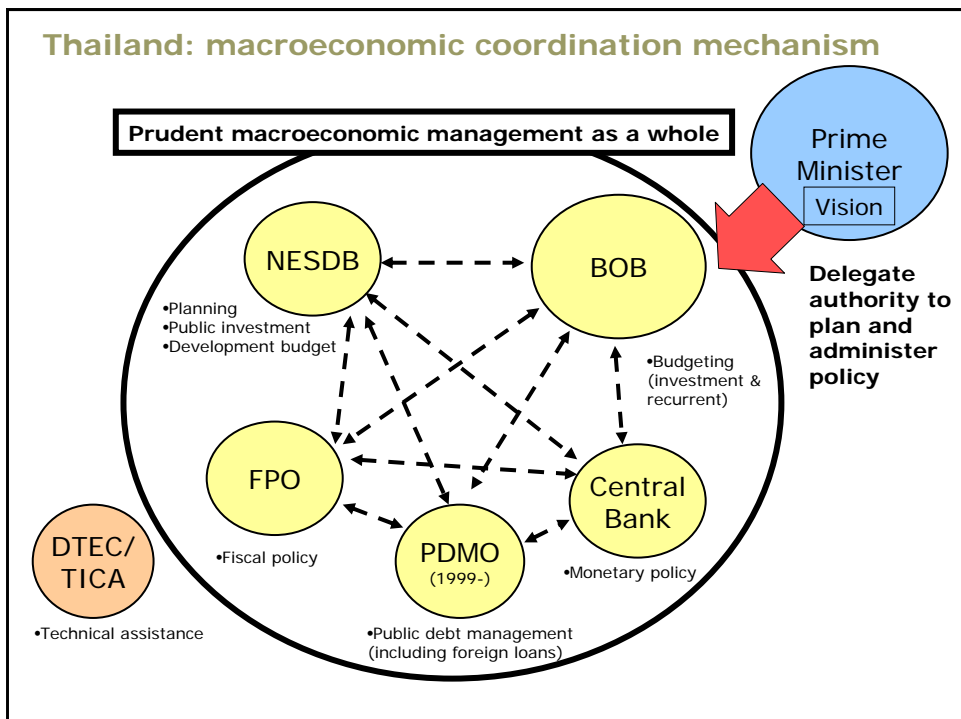 Thailand: macroeconomic coordination mechanism
Prudent macroeconomic management as a whole
Prime
Minister
Vision
Delegate
authority to
plan and
administer
policy
NESDB
•Planning
•Public investment
•Development budget
BOB
•Budgeting
(investment &
recurrent)
FPO
•Fiscal policy
PDMO
(1999-)
•Public debt management
(including foreign loans)
Central
Bank
•Monetary policy
DTEC/
TICA
•Technical assistance